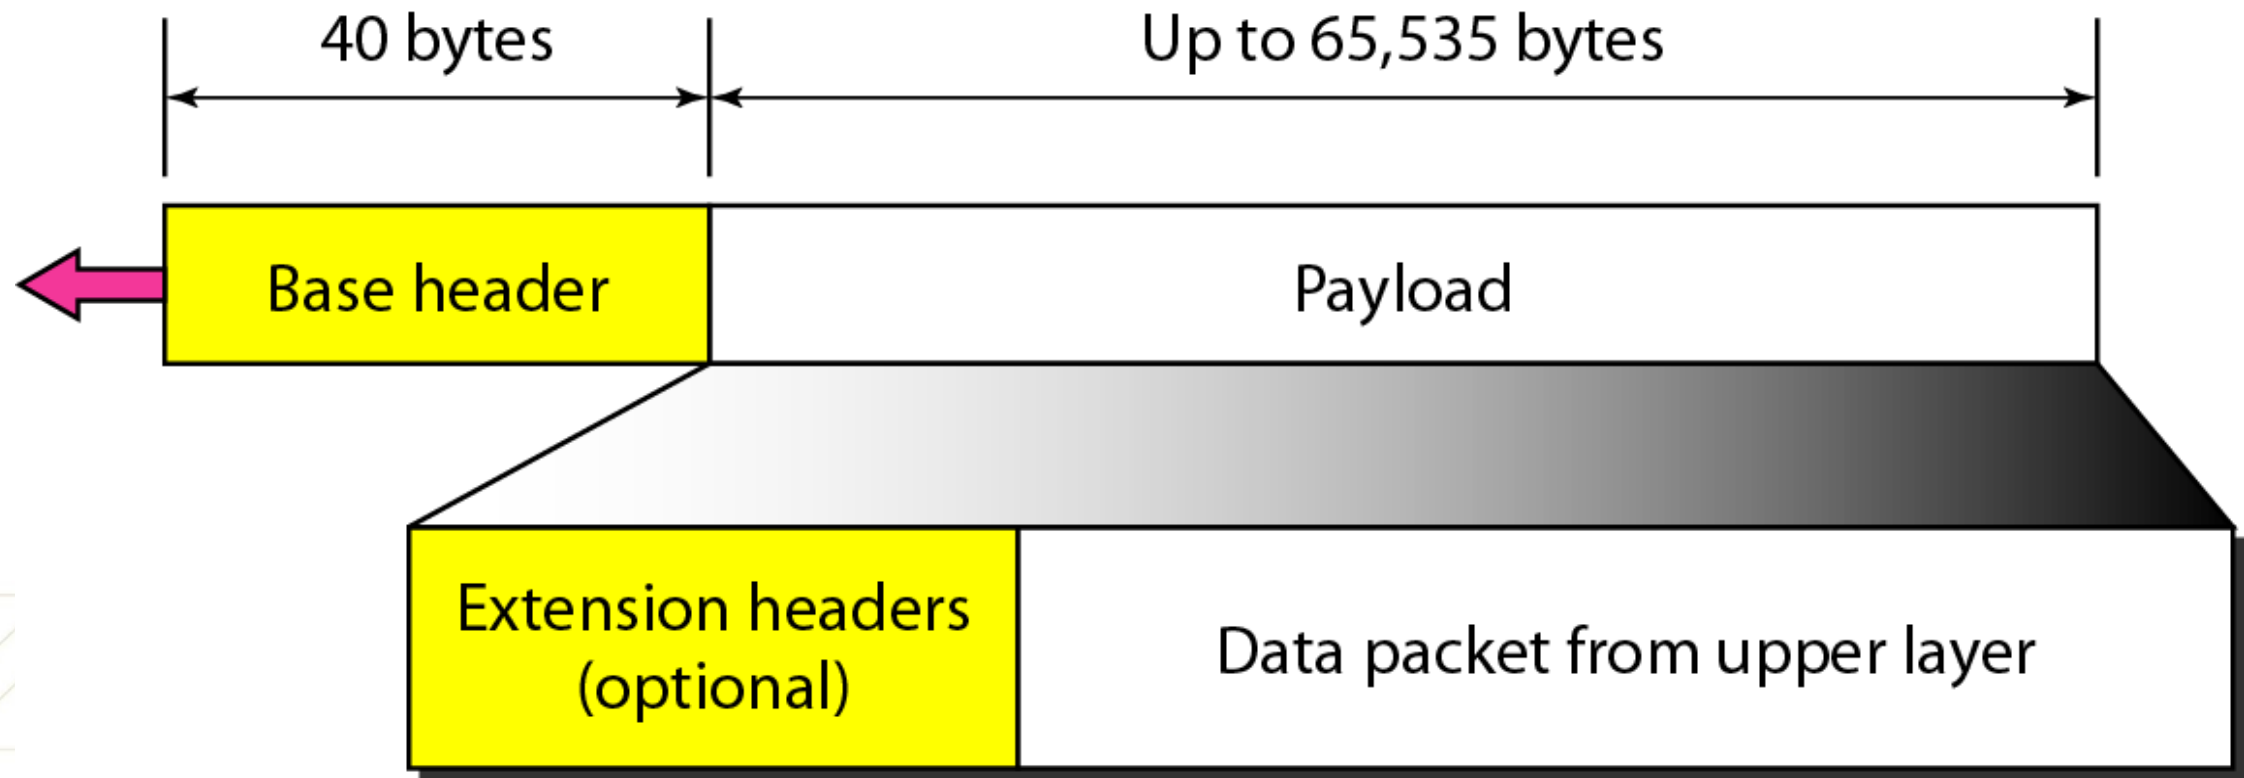 40 bytes
Up to 65,535 bytes
Base header
Payload
Extension headers
(optional)
Data packet from upper layer